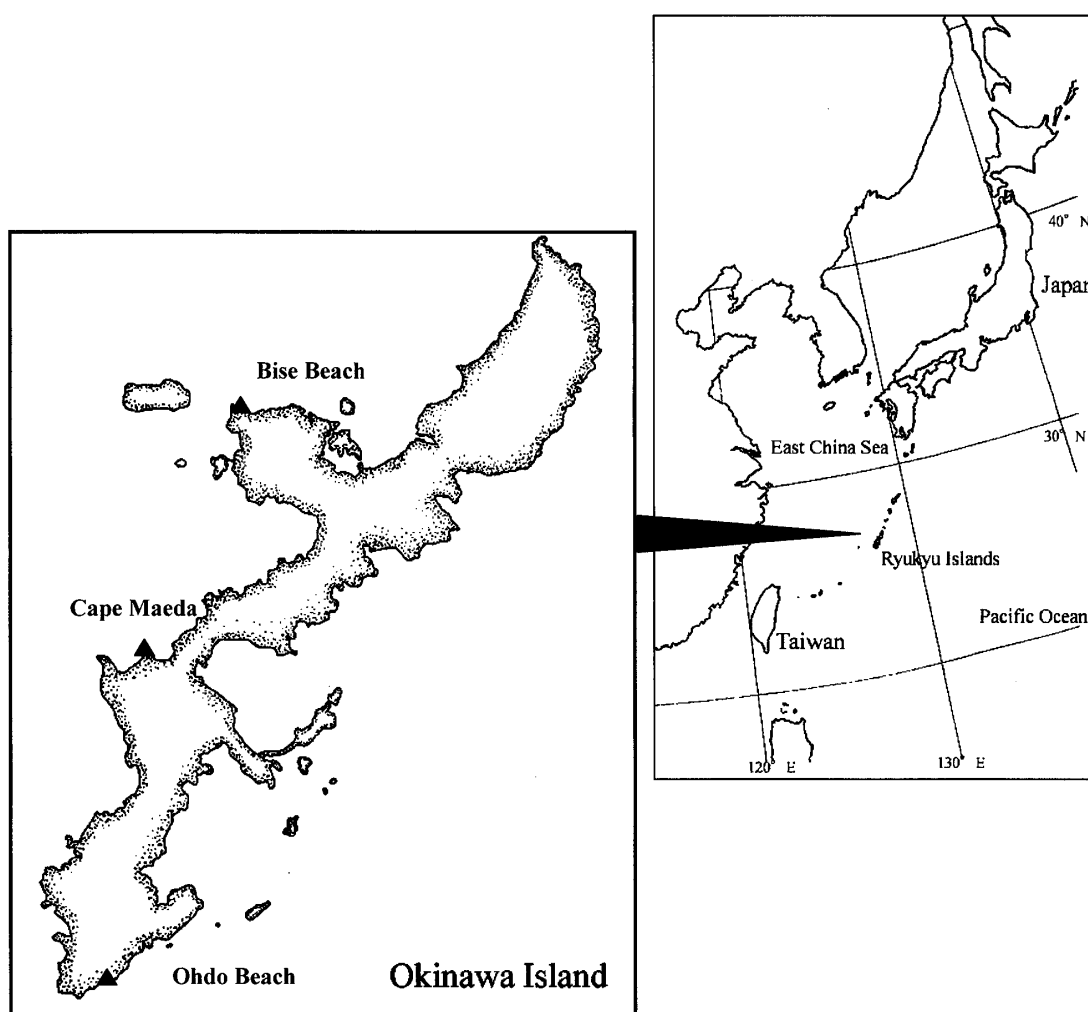 Bise Beach
Cape Maeda
Ohdo Beach
Okinawa Island
40° N
Japan
30° N
East China Sea
Ryukyu Islands
Pacific Ocean
Taiwan
120° E
130° E